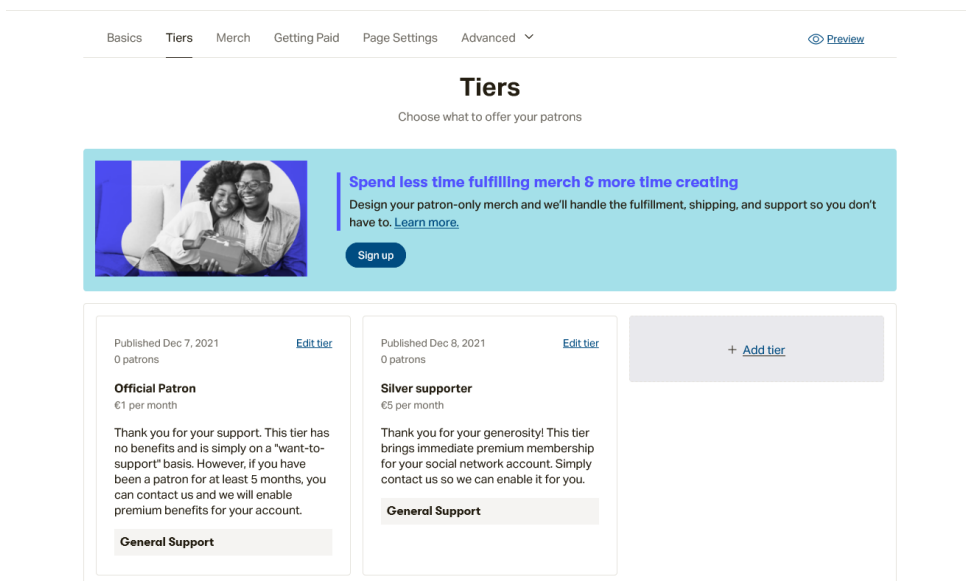 Basics Tiers Merch Getting Paid Page Settings Advanced Preview
Tiers
Choose what to offer your patrons
Spend less time fulfilling merch & more time creating
Design your patron-only merch and we'll handle the fulfillment, shipping, and support so you don't
have to. Learn more.
Sign up
Published Dec 7, 2021 Edit tier
0 patrons
Official Patron
€1 per month
Thank you for your support. This tier has
no benefits and is simply on a "want-to-
support" basis. However, if you have
been a patron for at least 5 months, you
can contact us and we will enable
premium benefits for your account.
General Support
Published Dec 8, 2021 Edit tier
0 patrons
Silver supporter
€5 per month
Thank you for your generosity! This tier
brings immediate premium membership
for your social network account. Simply
contact us so we can enable it for you.
General Support
+ Add tier